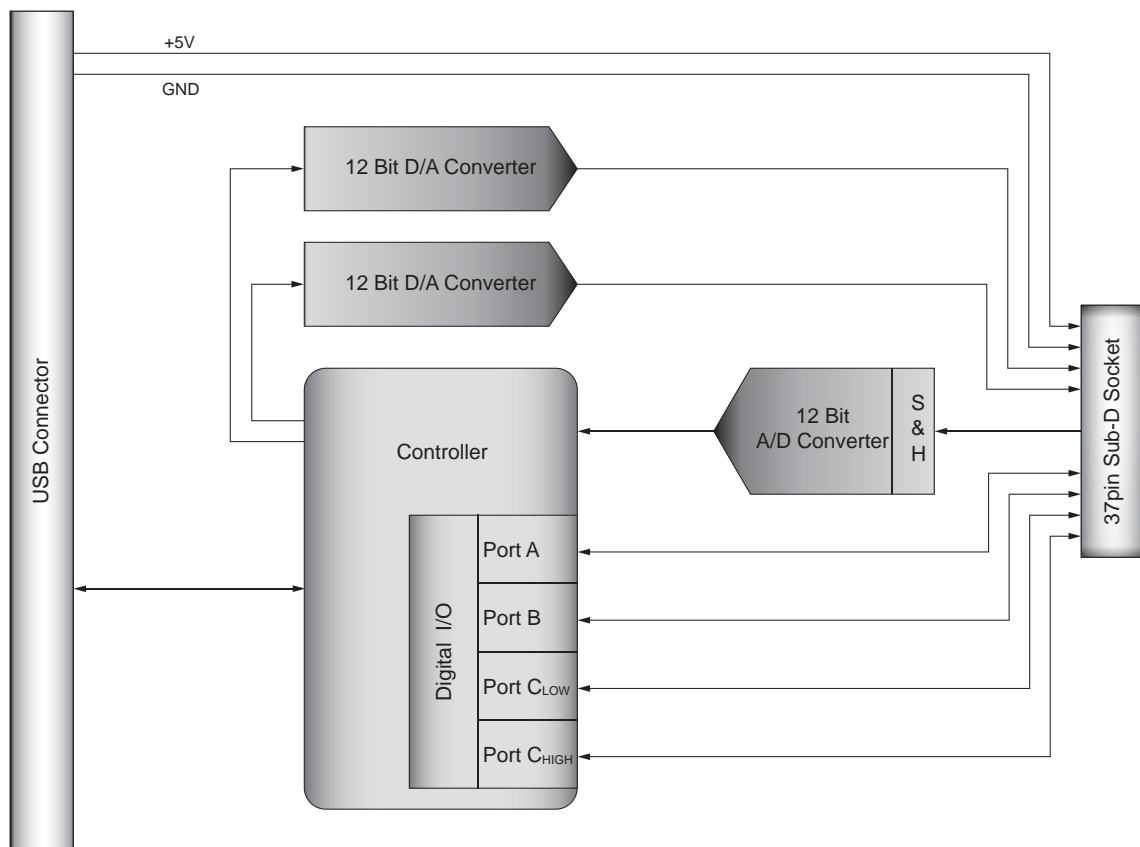 +5V
GND
12 Bit D/A Converter
12 Bit D/A Converter
USB Connector
Controller
12 Bit
A/D Converter
S
&
H
37pin Sub-D Socket
Digital I/O
Port A
Port B
Port CLOW
Port CHIGH